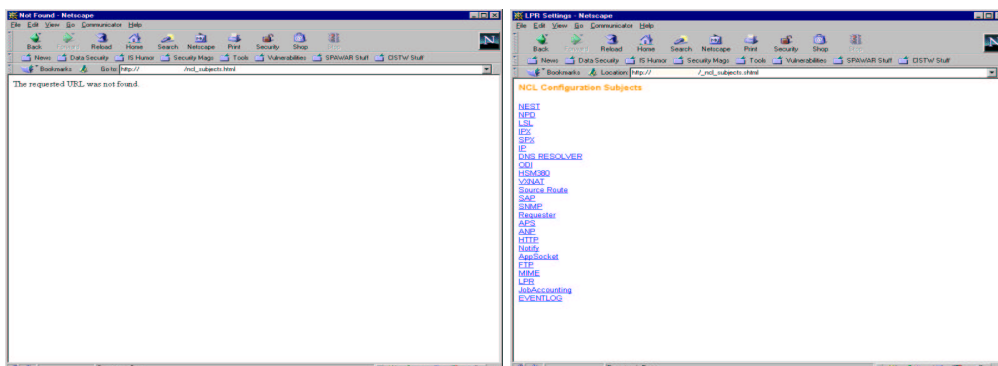 Not Found - Netscape
File Edit View Go Communicator Help
Back Forward Reload Home Search Netscape Print Security Shop Stop
News Data Security IS Humor Security Mags Tools Vulnerabilities SPAWAR Stuff CISTW Stuff
Bookmarks Go to: http:// /ncl_subjects.html
The requested URL was not found.
LPR Settings - Netscape
File Edit View Go Communicator Help
Back Forward Reload Home Search Netscape Print Security Shop Stop
News Data Security IS Humor Security Mags Tools Vulnerabilities SPAWAR Stuff CISTW Stuff
Bookmarks Location: http:// /_ncl_subjects.shtml
NCL Configuration Subjects
NEST
NPD
LSL
IPX
SPX
IP
DNS RESOLVER
ODI
HSM380
VXNAT
Source Route
SAP
SNMP
Requester
APS
ANP
HTTP
Notify
AppSocket
FTP
MIME
LPR
JobAccounting
EVENTLOG